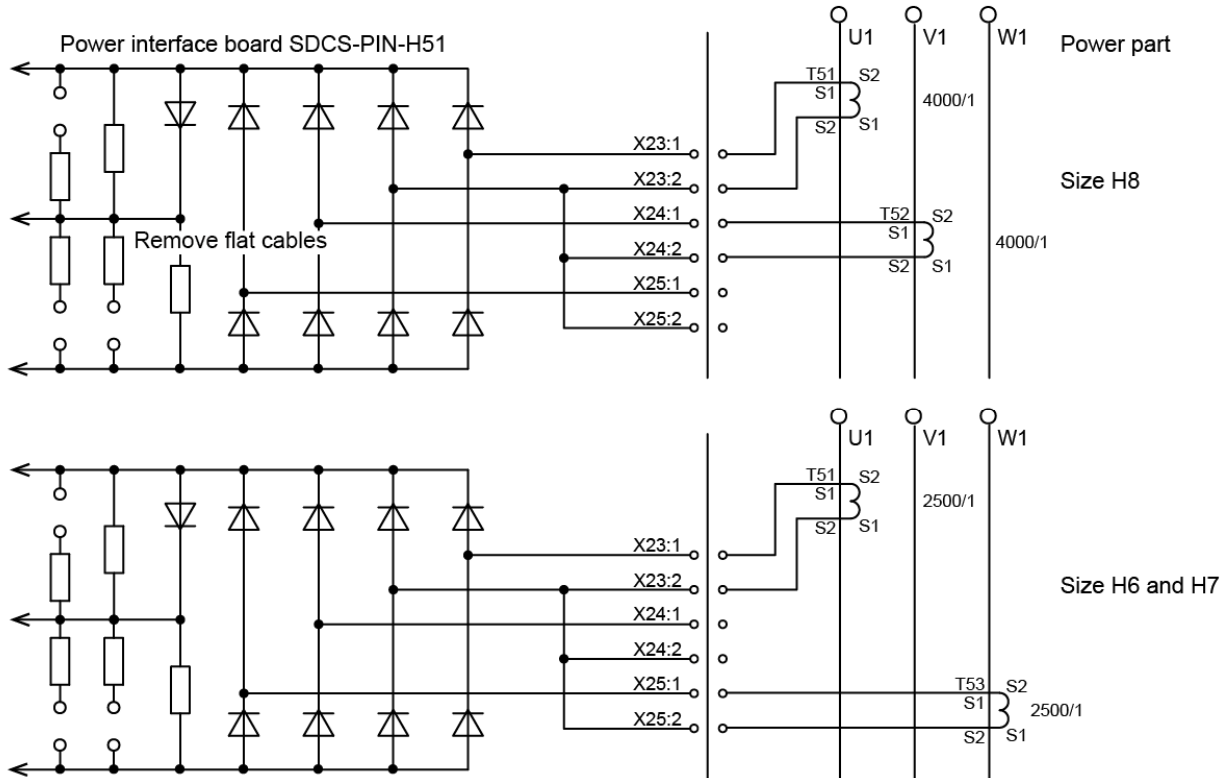 Power interface board SDCS-PIN-H51
U1
V1
W1
Power part
T51
S2
S1
4000/1
S2
S1
X23:1
X23:2
Size H8
X24:1
T52
S2
S1
Remove flat cables
4000/1
X24:2
S2
S1
X25:1
X25:2
U1
V1
W1
T51
S2
S1
2500/1
S2
S1
X23:1
X23:2
Size H6 and H7
X24:1
X24:2
X25:1
T53
S2
S1
2500/1
X25:2
S2
S1